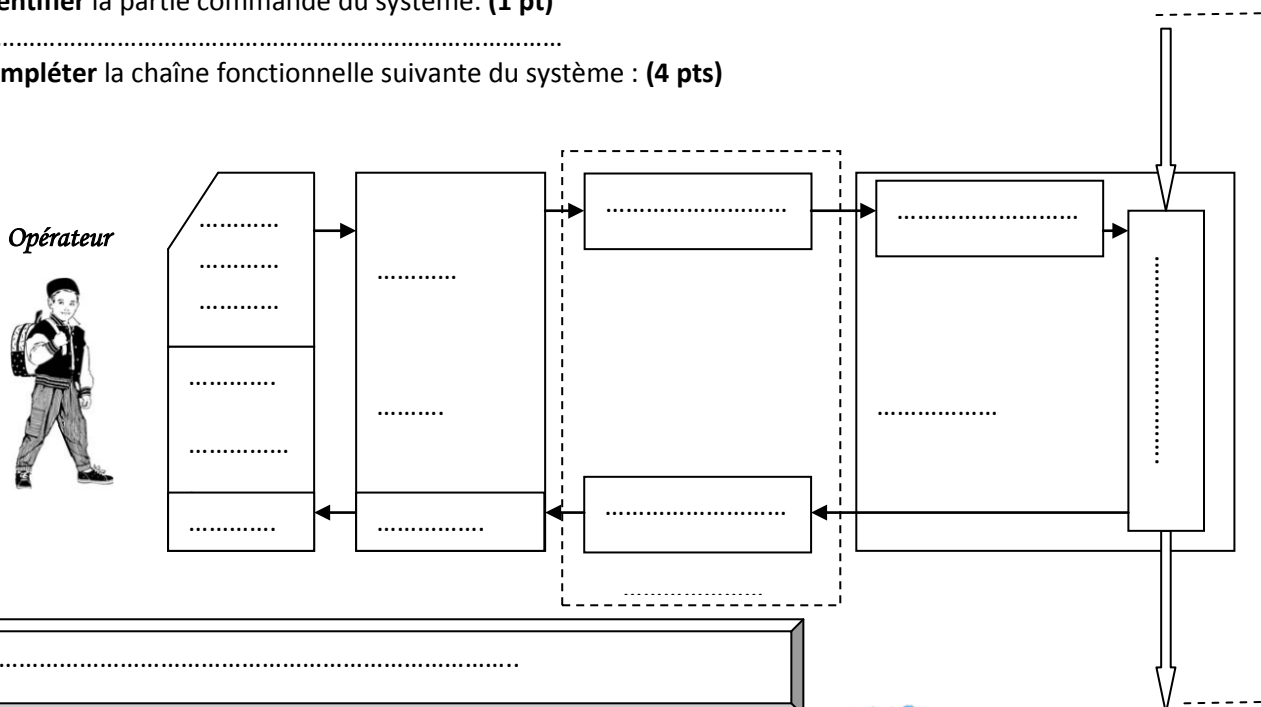 entifier la partie commande du système: (1 pt)
................................................................................
mpléter la chaîne fonctionnelle suivante du système : (4 pts)
Opérateur